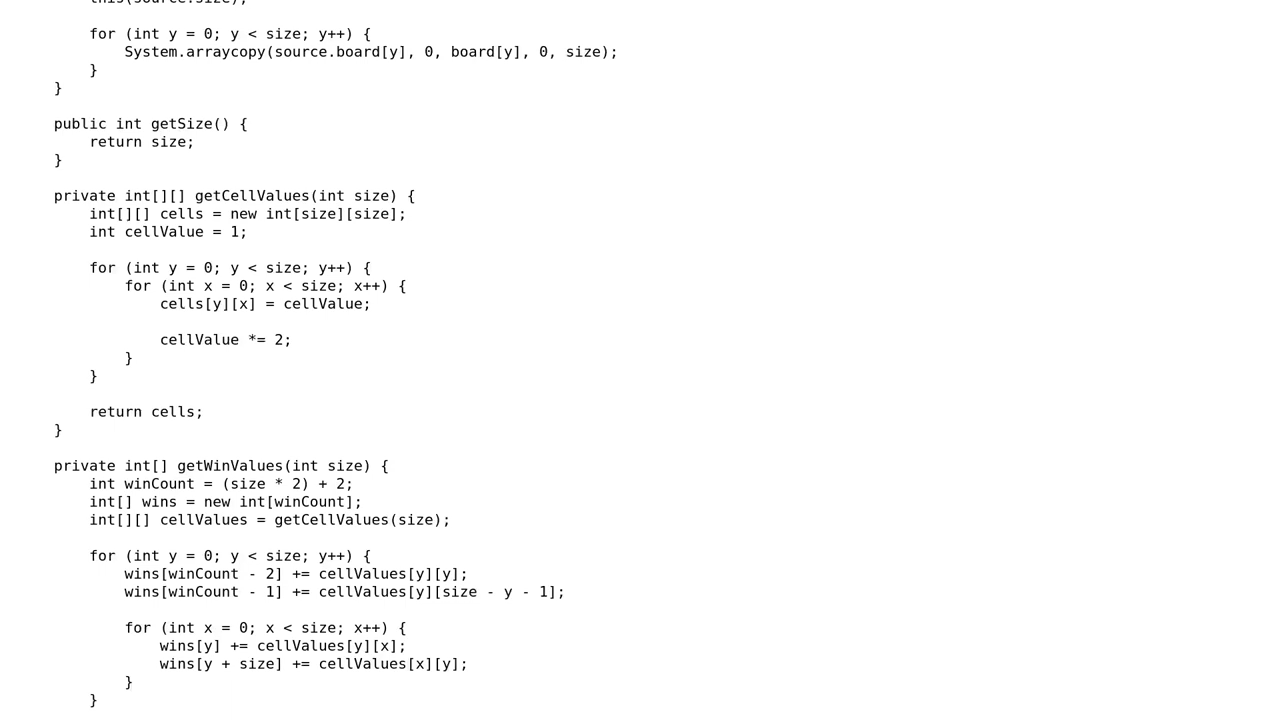 this(source.size);

        for (int y = 0; y < size; y++) {
            System.arraycopy(source.board[y], 0, board[y], 0, size);
        }
    }

    public int getSize() {
        return size;
    }

    private int[][] getCellValues(int size) {
        int[][] cells = new int[size][size];
        int cellValue = 1;

        for (int y = 0; y < size; y++) {
            for (int x = 0; x < size; x++) {
                cells[y][x] = cellValue;

                cellValue *= 2;
            }
        }

        return cells;
    }

    private int[] getWinValues(int size) {
        int winCount = (size * 2) + 2;
        int[] wins = new int[winCount];
        int[][] cellValues = getCellValues(size);

        for (int y = 0; y < size; y++) {
            wins[winCount - 2] += cellValues[y][y];
            wins[winCount - 1] += cellValues[y][size - y - 1];

            for (int x = 0; x < size; x++) {
                wins[y] += cellValues[y][x];
                wins[y + size] += cellValues[x][y];
            }
        }